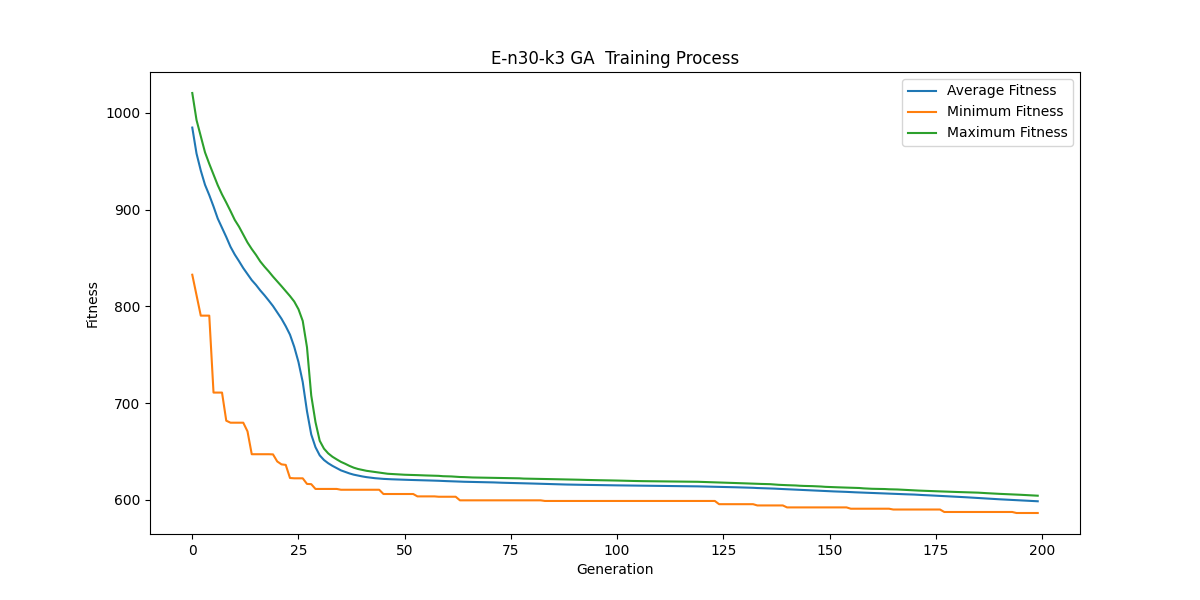 E-n30-k3 GA  Training Process
Average Fitness
Minimum Fitness
Maximum Fitness
1000
900
800
700
600
Fitness
0 25 50 75 100 125 150 175 200
Generation